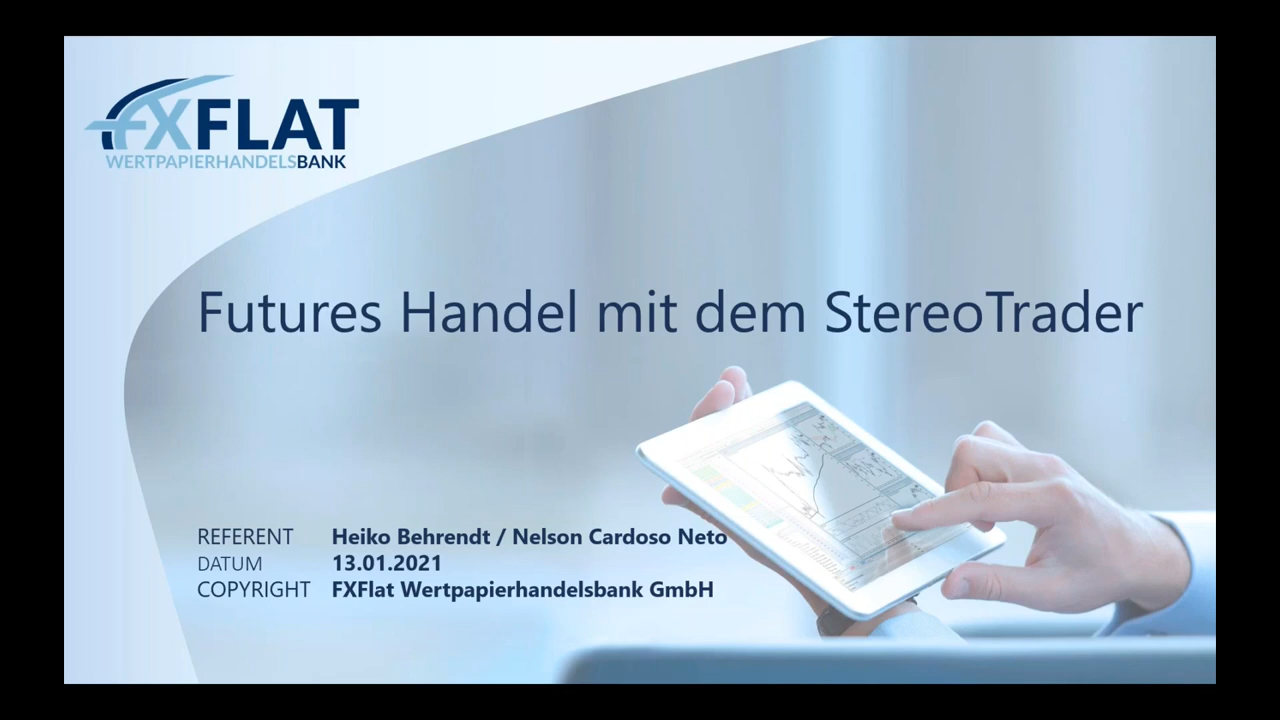 FXFLAT
WERTPAPIERHANDELSBANK
Futures Handel mit dem StereoTrader
REFERENT Heiko Behrendt / Nelson Cardoso Neto
DATUM 13.01.2021
COPYRIGHT FXFlat Wertpapierhandelsbank GmbH